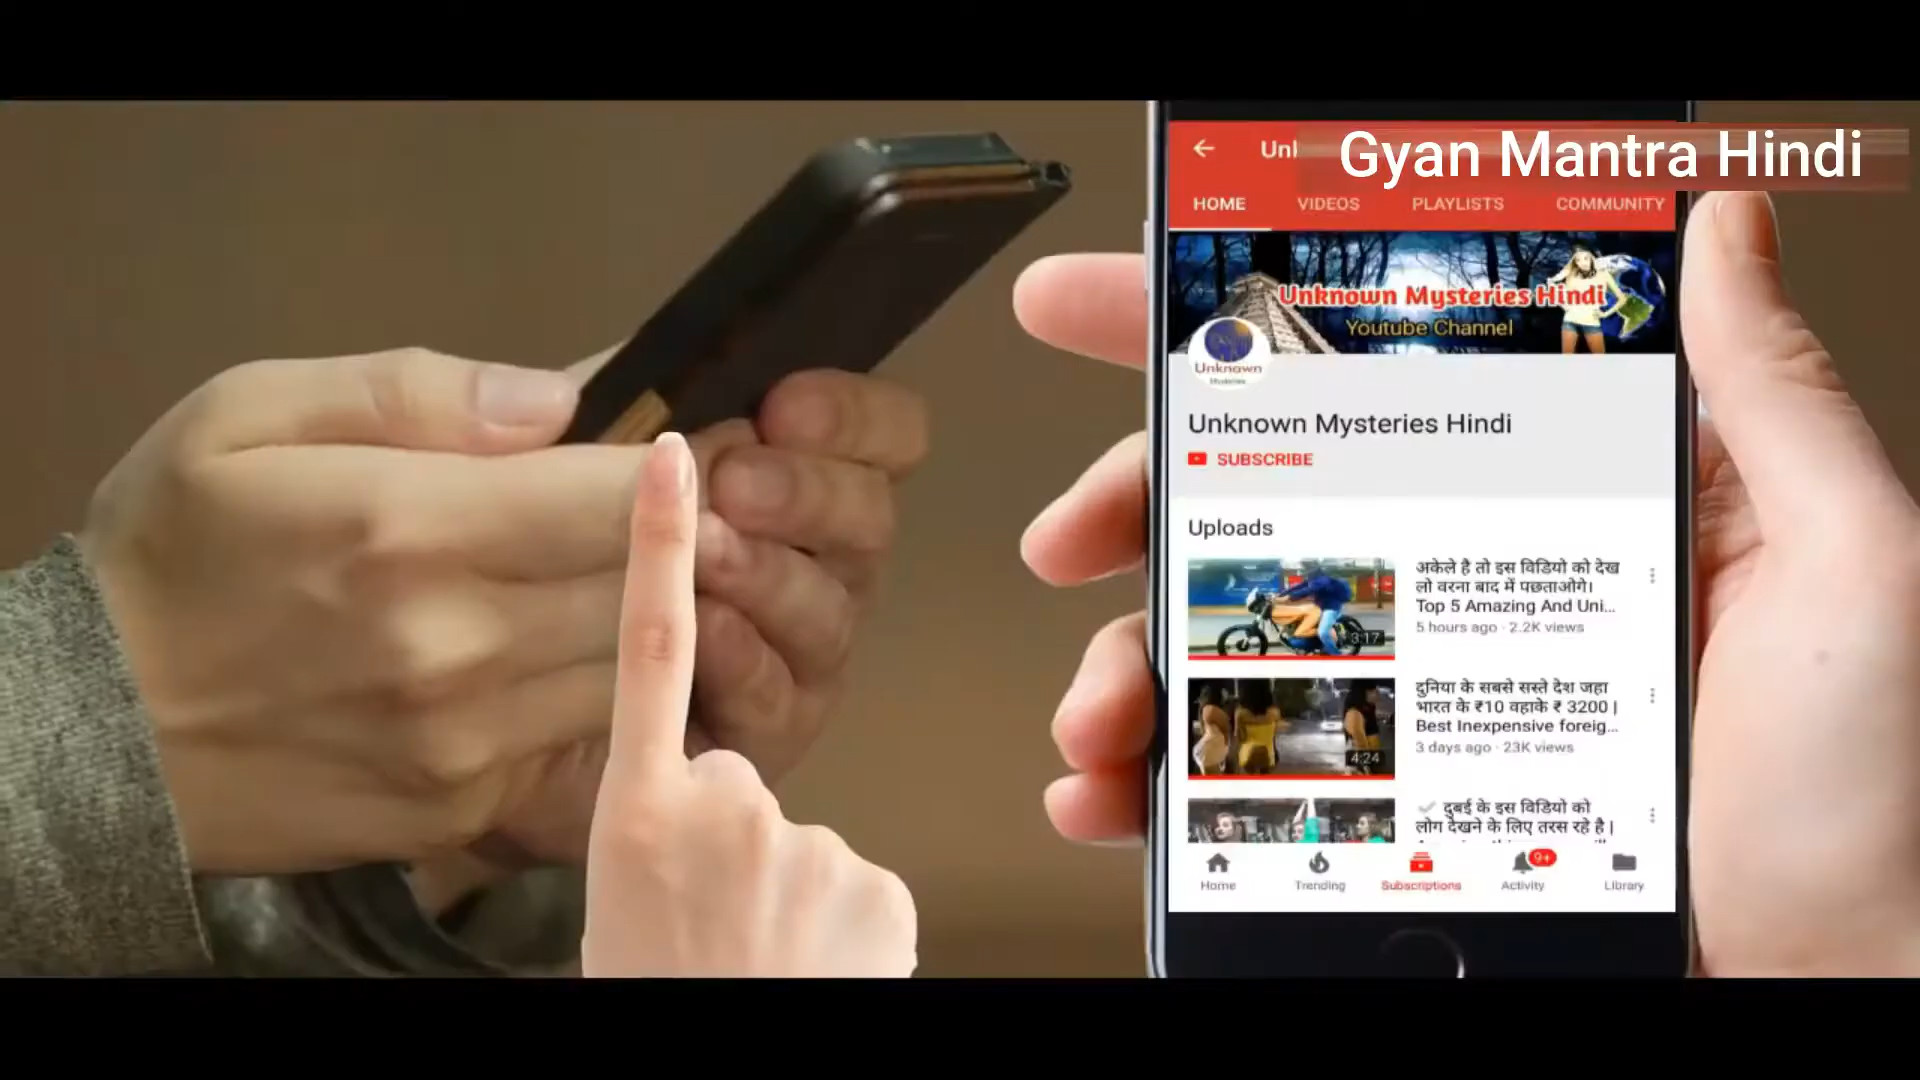 Gyan Mantra Hindi
HOME VIDEOS PLAYLISTS COMMUNITY
Unknown Mysteries Hindi
Youtube Channel
Unknown
Unknown Mysteries Hindi
SUBSCRIBE
Uploads
अकेले है तो इस विडियो को देख
लो वरना बाद में पछताओगे।
Top 5 Amazing And Uni...
5 hours ago · 2.2K views
3:17
दुनिया के सबसे सस्ते देश जहा
भारत के ₹10 वहाके ₹ 3200 |
Best Inexpensive foreig...
3 days ago · 23K views
4:24
दुबई के इस विडियो को
लोग देखने के लिए तरस रहे है |
9+
Home Trending Subscriptions Activity Library